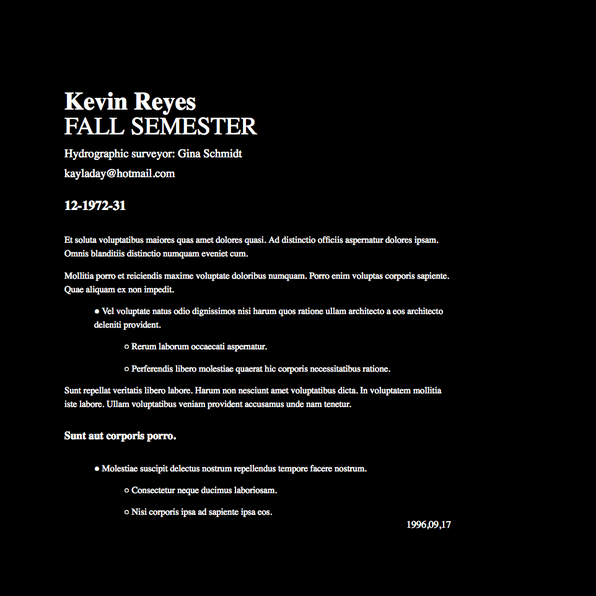 Kevin Reyes
FALL SEMESTER
Hydrographic surveyor: Gina Schmidt
kayladay@hotmail.com
12-1972-31
Et soluta voluptatibus maiores quas amet dolores quasi. Ad distinctio officiis aspernatur dolores ipsam.
Omnis blanditiis distinctio numquam eveniet cum.
Mollitia porro et reiciendis maxime voluptate doloribus numquam. Porro enim voluptas corporis sapiente.
Quae aliquam ex non impedit.
● Vel voluptate natus odio dignissimos nisi harum quos ratione ullam architecto a eos architecto
deleniti provident.
○ Rerum laborum occaecati aspernatur.
○ Perferendis libero molestiae quaerat hic corporis necessitatibus ratione.
Sunt repellat veritatis libero labore. Harum non nesciunt amet voluptatibus dicta. In voluptatem mollitia
iste labore. Ullam voluptatibus veniam provident accusamus unde nam tenetur.
Sunt aut corporis porro.
● Molestiae suscipit delectus nostrum repellendus tempore facere nostrum.
○ Consectetur neque ducimus laboriosam.
○ Nisi corporis ipsa ad sapiente ipsa eos.
1996,09,17